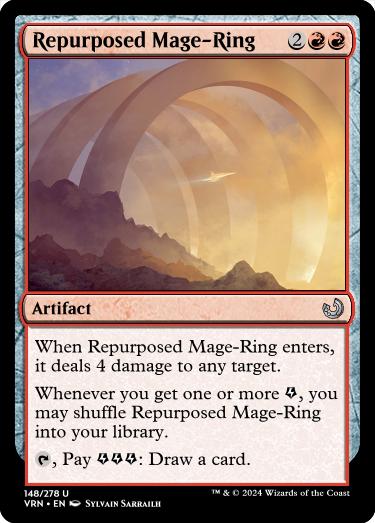 Repurposed Mage-Ring 2
Artifact
When Repurposed Mage-Ring enters,
it deals 4 damage to any target.
Whenever you get one or more , you
may shuffle Repurposed Mage-Ring
into your library.
, Pay : Draw a card.
148/278 U
VRN • EN Sylvain Sarrailh
™ & © 2024 Wizards of the Coast